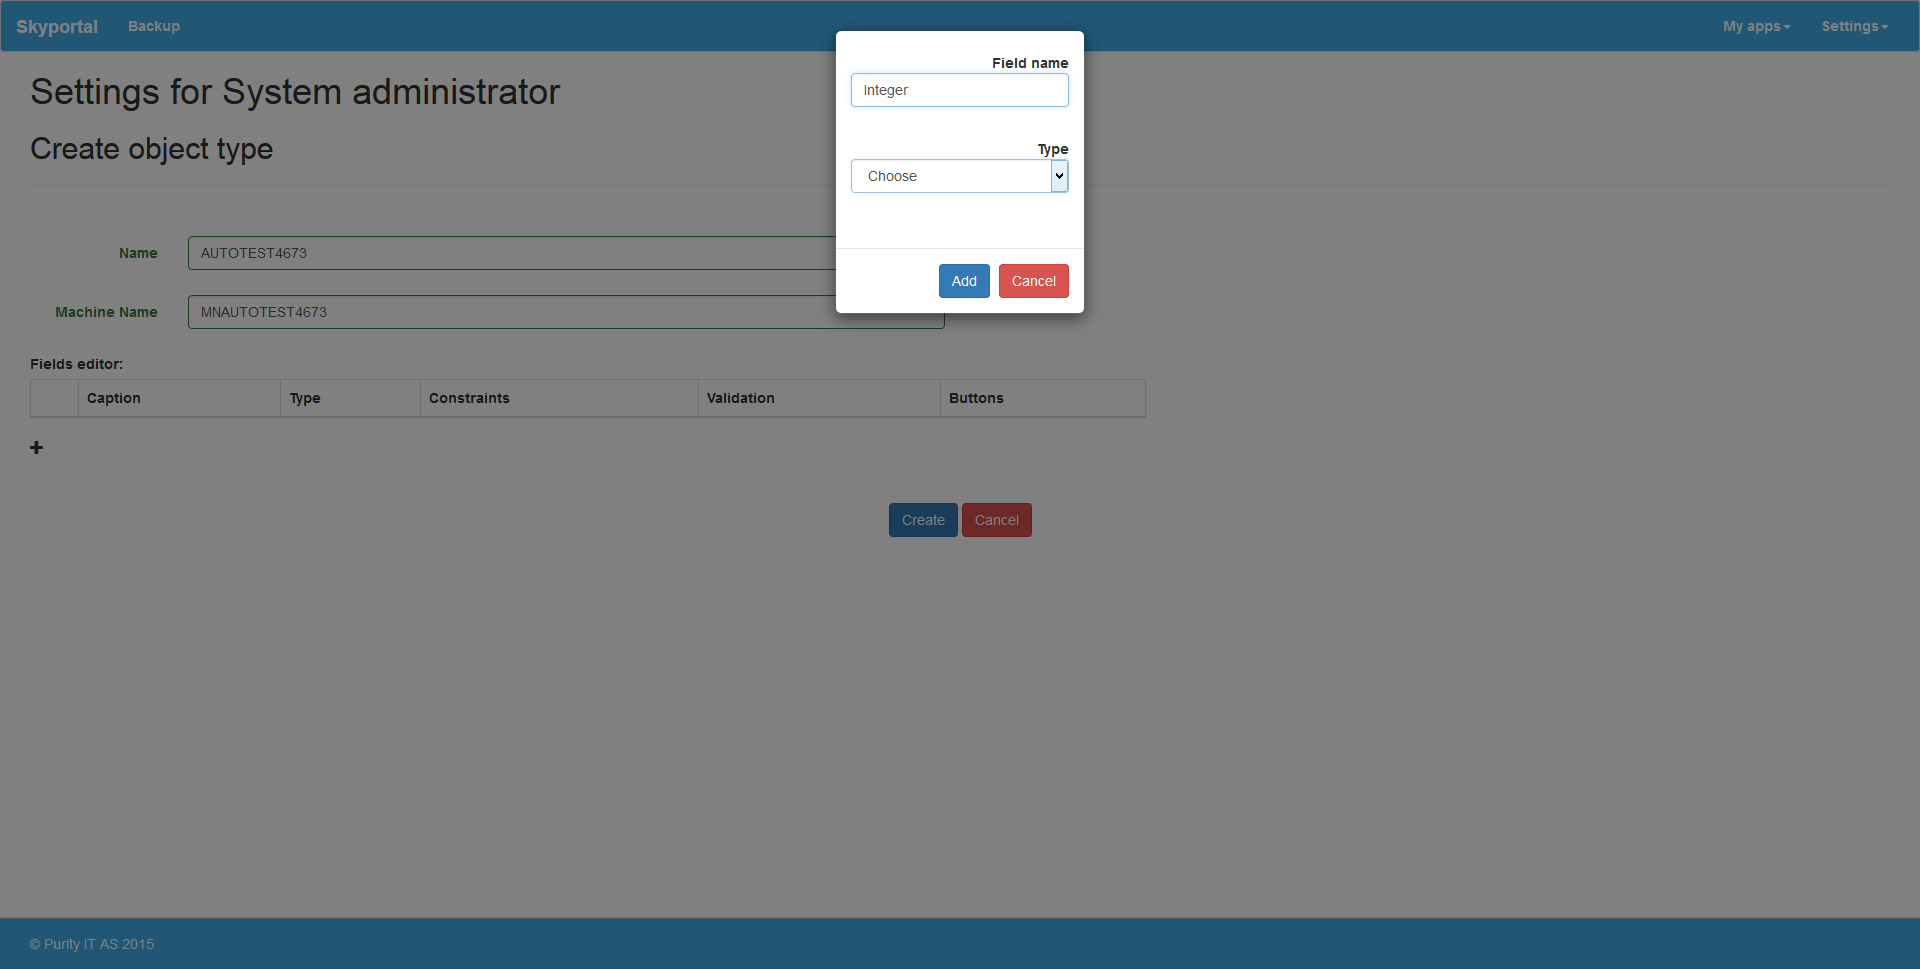 Skyportal Backup My apps Settings
Settings for System administrator
Create object type
Field name
Integer
Type
Choose
Add Cancel
Name AUTOTEST4673
Machine Name MNAUTOTEST4673
Fields editor:
Caption Type Constraints Validation Buttons
Create Cancel
© Purity IT AS 2015